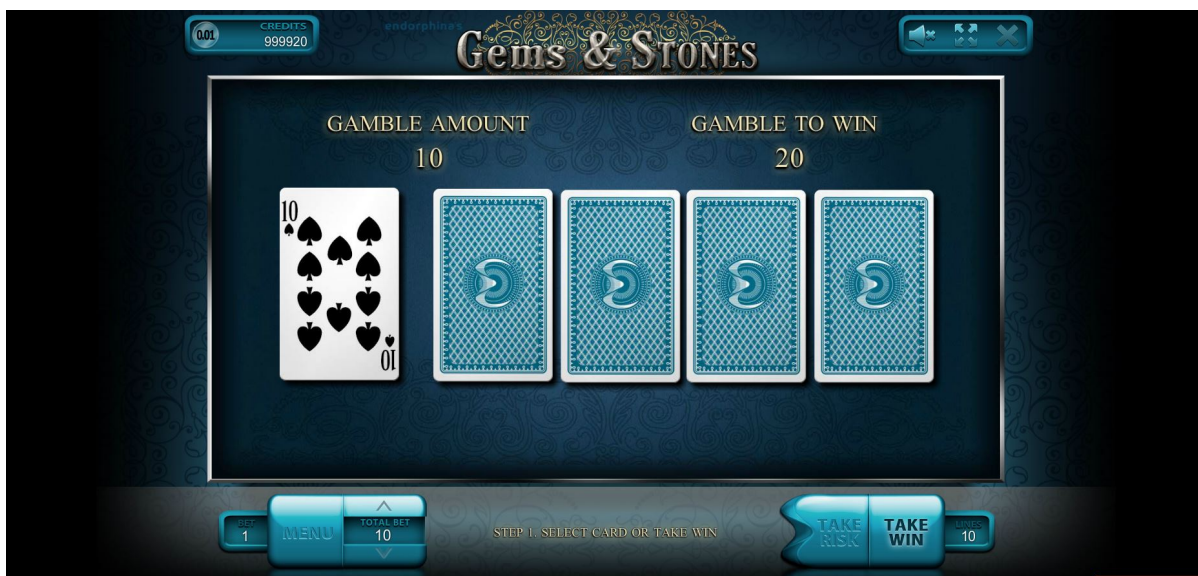 0.01
CREDITS
999920
endorphina
Gems & Stones
GAMBLE AMOUNT
10
GAMBLE TO WIN
20
10
10
BET
1
MENU
TOTAL BET
10
STEP 1. SELECT CARD OR TAKE WIN
TAKE
RISK
TAKE
WIN
LINES
10